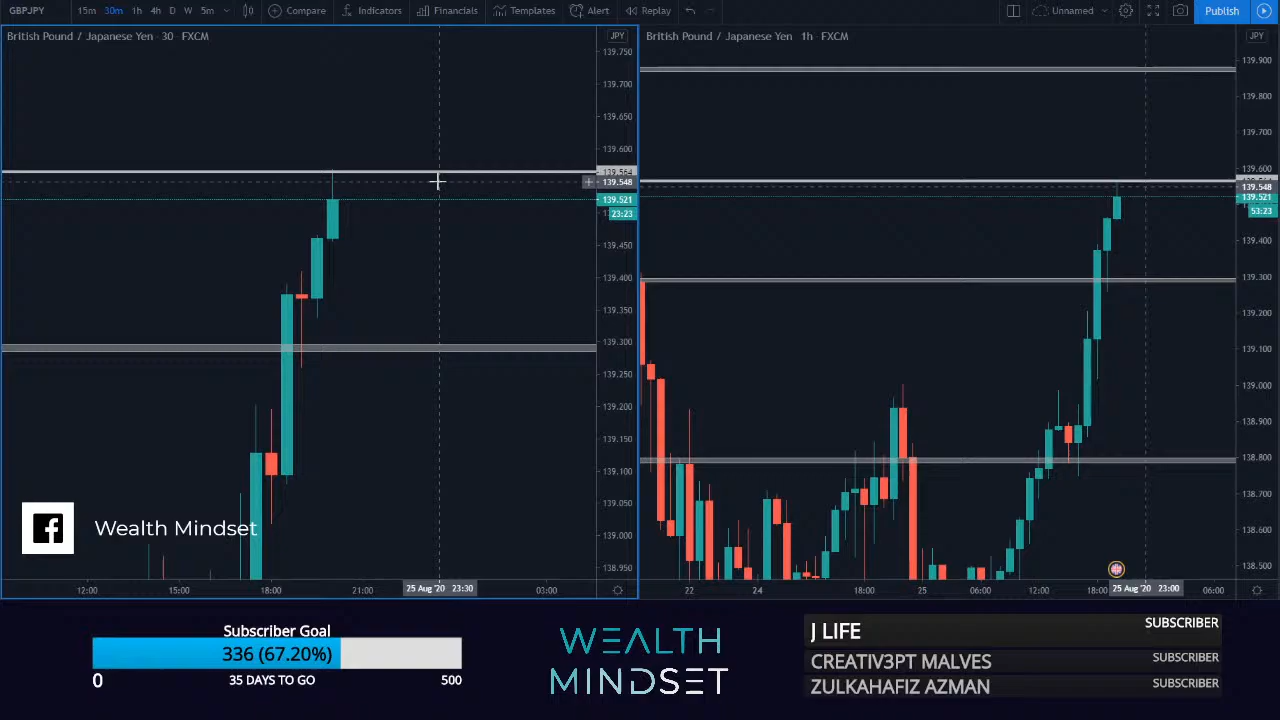 GBPJPY 15m 30m 1h 4h D W 5m Compare Indicators Financials Templates Alert Replay Unnamed Publish
British Pound / Japanese Yen · 30 · FXCM JPY
139.750
139.700
139.650
139.600
139.564
139.548
139.521
23:23
139.450
139.400
139.350
139.300
139.250
139.200
139.150
139.100
139.050
139.000
138.950
12:00 15:00 18:00 21:00 25 Aug '20 23:30 03:00
British Pound / Japanese Yen · 1h · FXCM JPY
139.900
139.800
139.700
139.600
139.548
139.521
53:23
139.400
139.300
139.200
139.100
139.000
138.900
138.800
138.700
138.600
138.500
22 24 18:00 25 06:00 12:00 18:00 25 Aug '20 23:00 06:00
Wealth Mindset
Subscriber Goal
336 (67.20%)
0 35 DAYS TO GO 500
WEALTH
MINDSET
J LIFE SUBSCRIBER
CREATIV3PT MALVES SUBSCRIBER
ZULKAHAFIZ AZMAN SUBSCRIBER